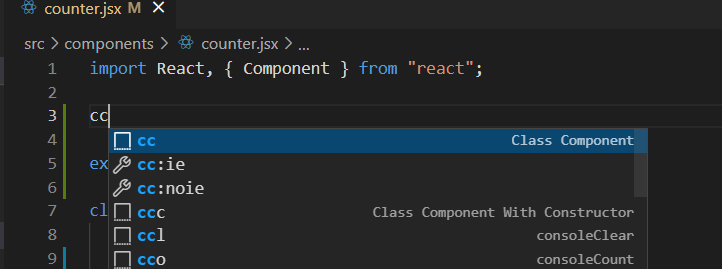 counter.jsx M ×
src > components > counter.jsx > ...
1 import React, { Component } from "react";
2
3 cc
cc Class Component
4
5 ex
cc:ie
6
cc:noie
7 cl
ccc Class Component With Constructor
8
ccl consoleClear
9
cco consoleCount